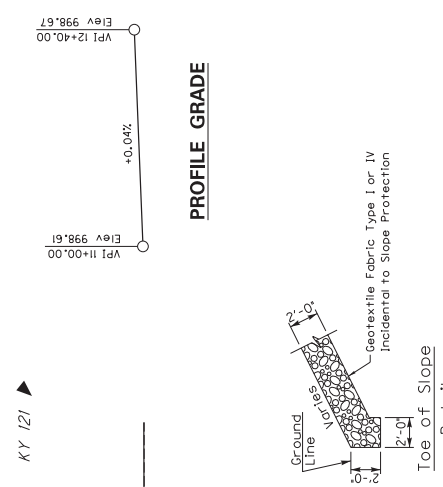 KY 121
VPI 11+00.00
Elev 998.61
+0.04%
VPI 12+40.00
Elev 998.67
PROFILE GRADE
Ground
Line
Varies
2'-0"
2'-0"
2'-0"
Geotextile Fabric Type I or IV
Incidental to Slope Protection
Toe of Slope